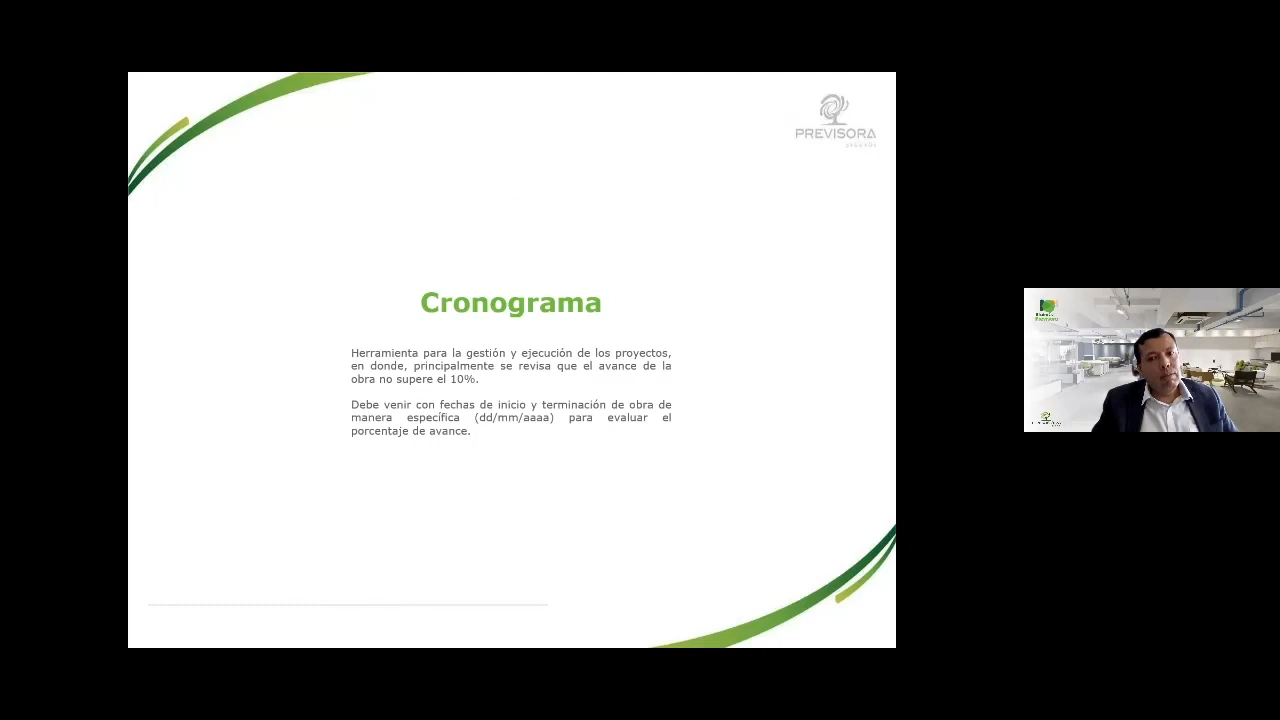 PREVISORA
SEGUROS
Cronograma
Herramienta para la gestión y ejecución de los proyectos,
en donde, principalmente se revisa que el avance de la
obra no supere el 10%.
Debe venir con fechas de inicio y terminación de obra de
manera específica (dd/mm/aaaa) para evaluar el
porcentaje de avance.
Previsora